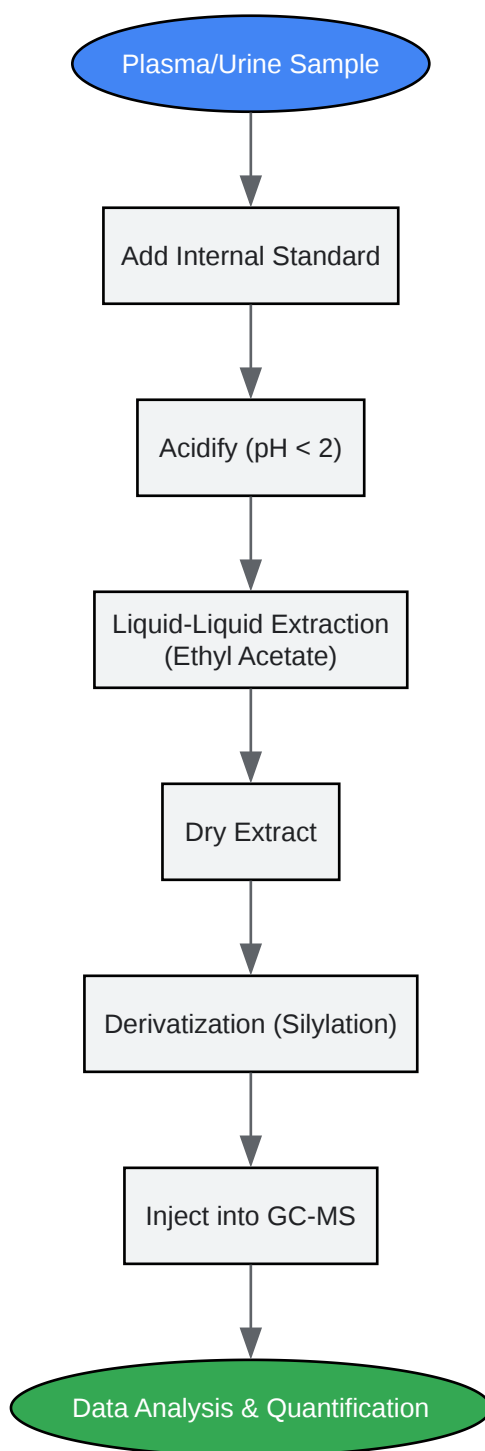 Plasma/Urine Sample
Add Internal Standard
Acidify (pH < 2)
Liquid-Liquid Extraction
(Ethyl Acetate)
Dry Extract
Derivatization (Silylation)
Inject into GC-MS
Data Analysis & Quantification